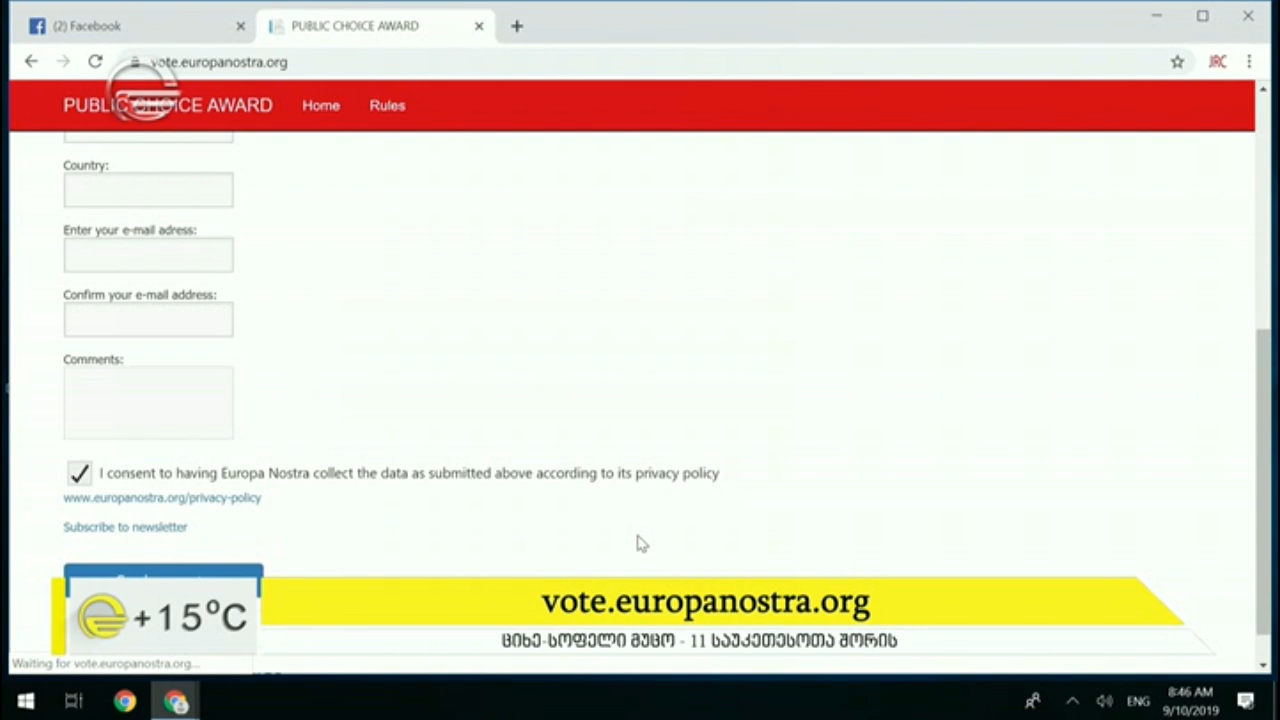 (2) Facebook
PUBLIC CHOICE AWARD
vote.europanostra.org
JRC
PUBLIC CHOICE AWARD Home Rules
Country:
Enter your e-mail adress:
Confirm your e-mail address:
Comments:
I consent to having Europa Nostra collect the data as submitted above according to its privacy policy
www.europanostra.org/privacy-policy
Subscribe to newsletter
vote.europanostra.org
+15°C
ციხე-სოფელი მუცო - 11 საუკეთესოთა შორის
Waiting for vote.europanostra.org...
ENG
8:46 AM
9/10/2019